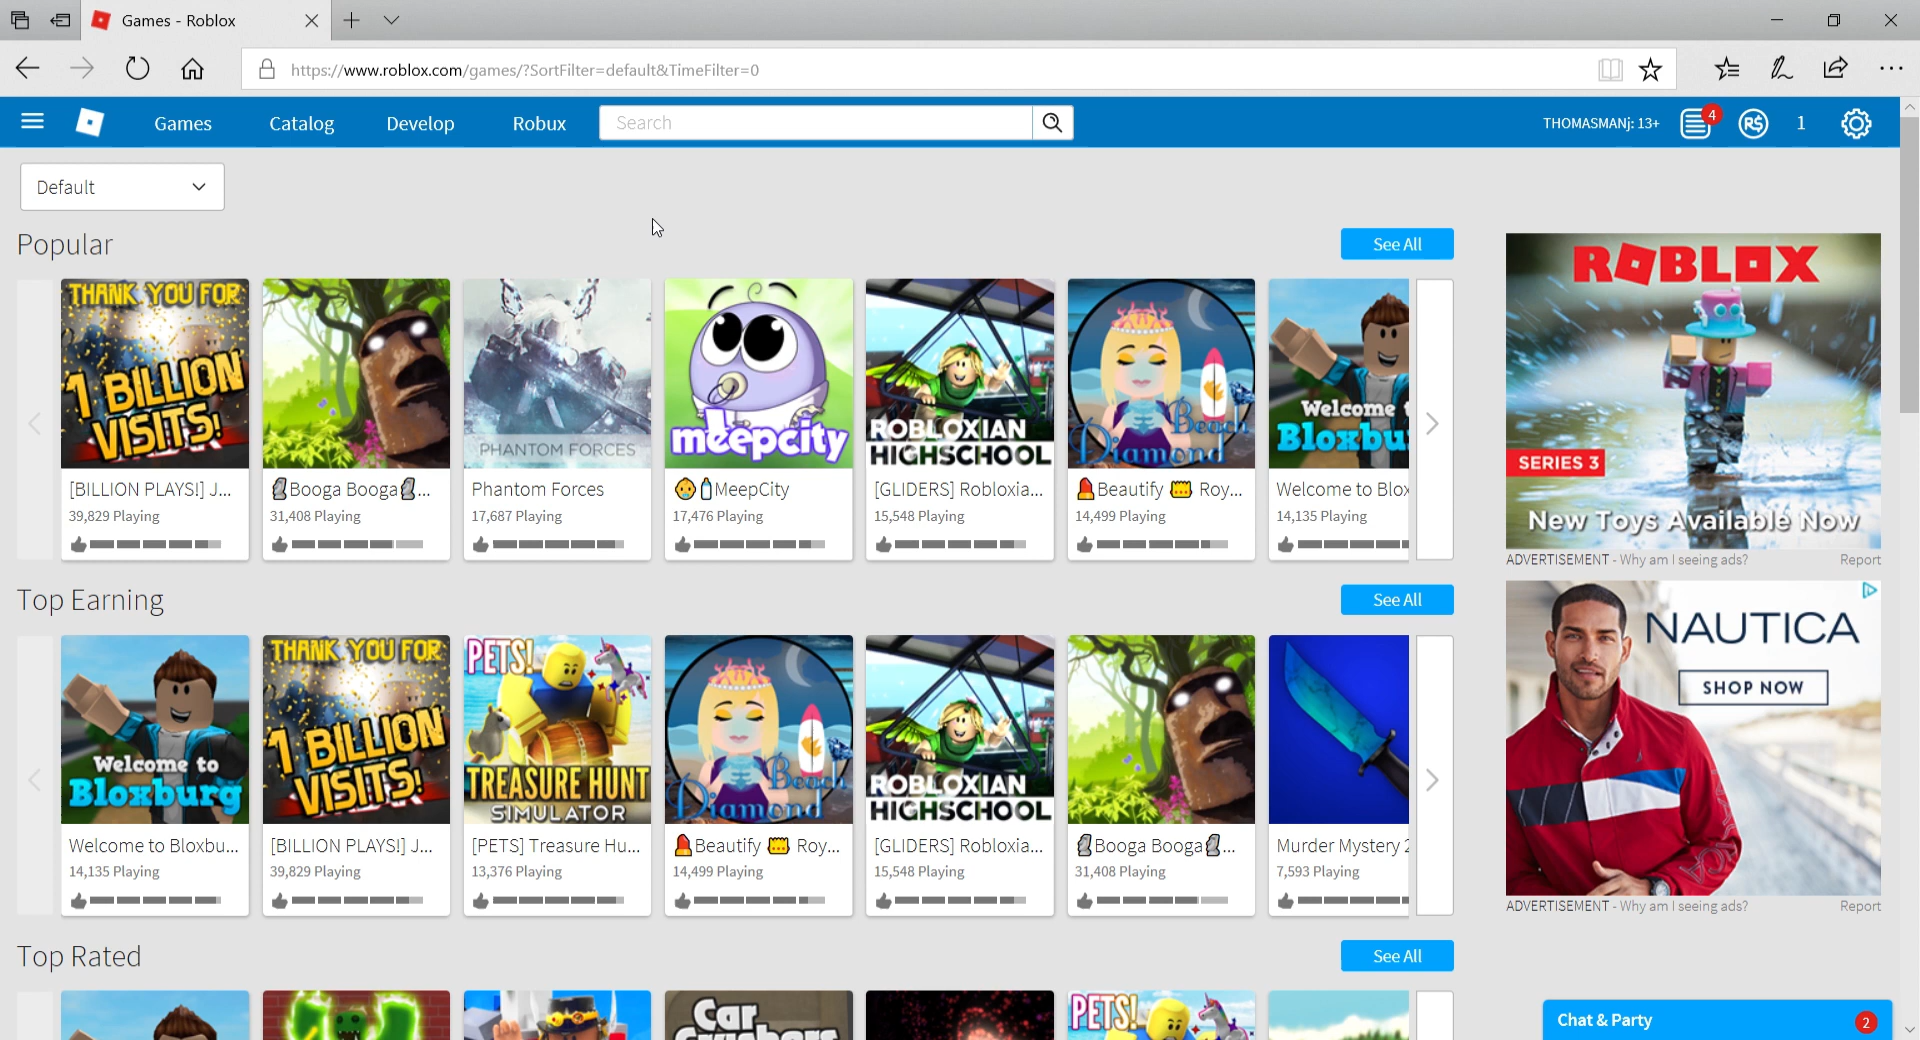 Games - Roblox
https://www.roblox.com/games/?SortFilter=default&TimeFilter=0
Games
Catalog
Develop
Robux
Search
THOMASMANj: 13+
4
R$
1
Default
Popular
See All
THANK YOU FOR
1 BILLION
VISITS!
PHANTOM FORCES
meepcity
ROBLOXIAN
HIGHSCHOOL
Beach
Diamond
Welcome t
Bloxbu
[BILLION PLAYS!] J...
39,829 Playing
Booga Booga...
31,408 Playing
Phantom Forces
17,687 Playing
MeepCity
17,476 Playing
[GLIDERS] Robloxia...
15,548 Playing
Beautify Roy...
14,499 Playing
Welcome to Blox
14,135 Playing
Top Earning
See All
Welcome to
Bloxburg
THANK YOU FOR
1 BILLION
VISITS!
PETS!
TREASURE HUNT
SIMULATOR
Beach
Diamond
ROBLOXIAN
HIGHSCHOOL
Welcome to Bloxbu...
14,135 Playing
[BILLION PLAYS!] J...
39,829 Playing
[PETS] Treasure Hu...
13,376 Playing
Beautify Roy...
14,499 Playing
[GLIDERS] Robloxia...
15,548 Playing
Booga Booga...
31,408 Playing
Murder Mystery 2
7,593 Playing
Top Rated
See All
Car
Crushers
PETS!
ROBLOX
SERIES 3
New Toys Available Now
ADVERTISEMENT - Why am I seeing ads?
Report
NAUTICA
SHOP NOW
ADVERTISEMENT - Why am I seeing ads?
Report
Chat & Party
2